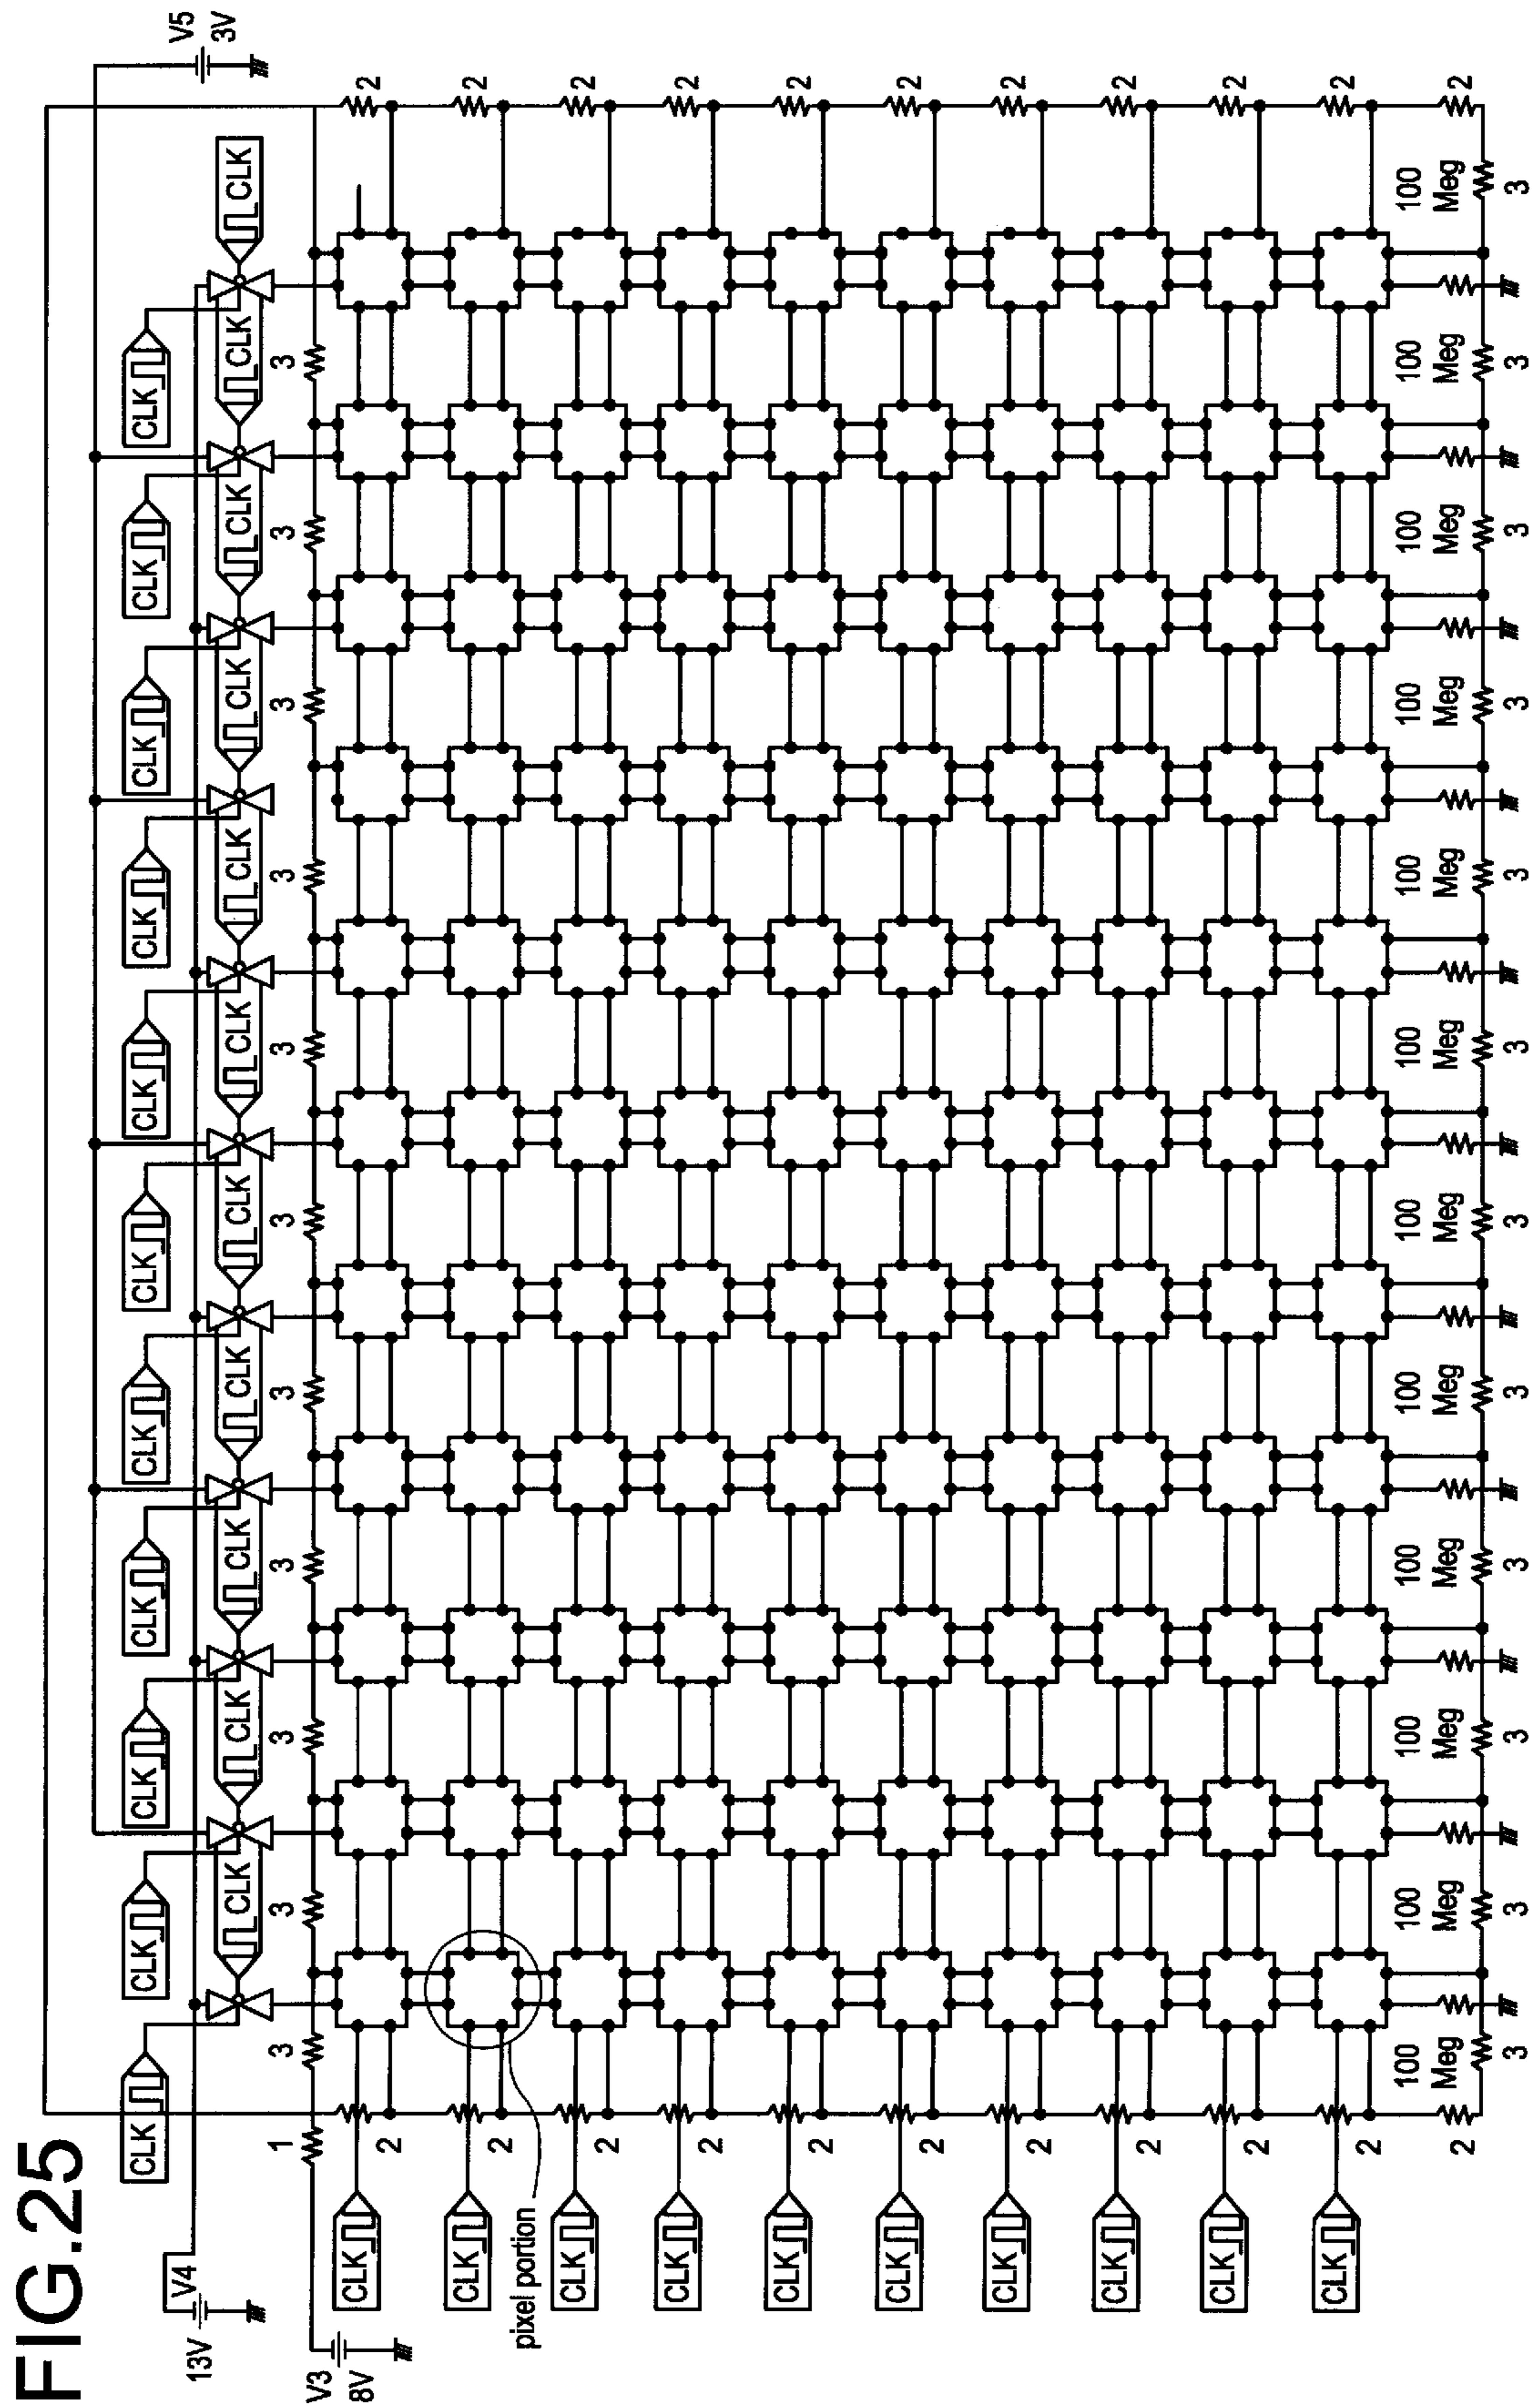 FIG.25
CLK CLK CLK CLK CLK CLK CLK CLK CLK CLK CLK
V4
13V
V5
3V
CLK CLK CLK CLK CLK CLK CLK CLK CLK CLK CLK
1 3 3 3 3 3 3 3 3 3 3 3
V3
8V
CLK 2 2
CLK 2 2
pixel portion
CLK 2 2
CLK 2 2
CLK 2 2
CLK 2 2
CLK 2 2
CLK 2 2
CLK 2 2
CLK 2 2
100 100 100 100 100 100 100 100 100 100 100 100
Meg Meg Meg Meg Meg Meg Meg Meg Meg Meg Meg Meg
2 2
3 3 3 3 3 3 3 3 3 3 3 3